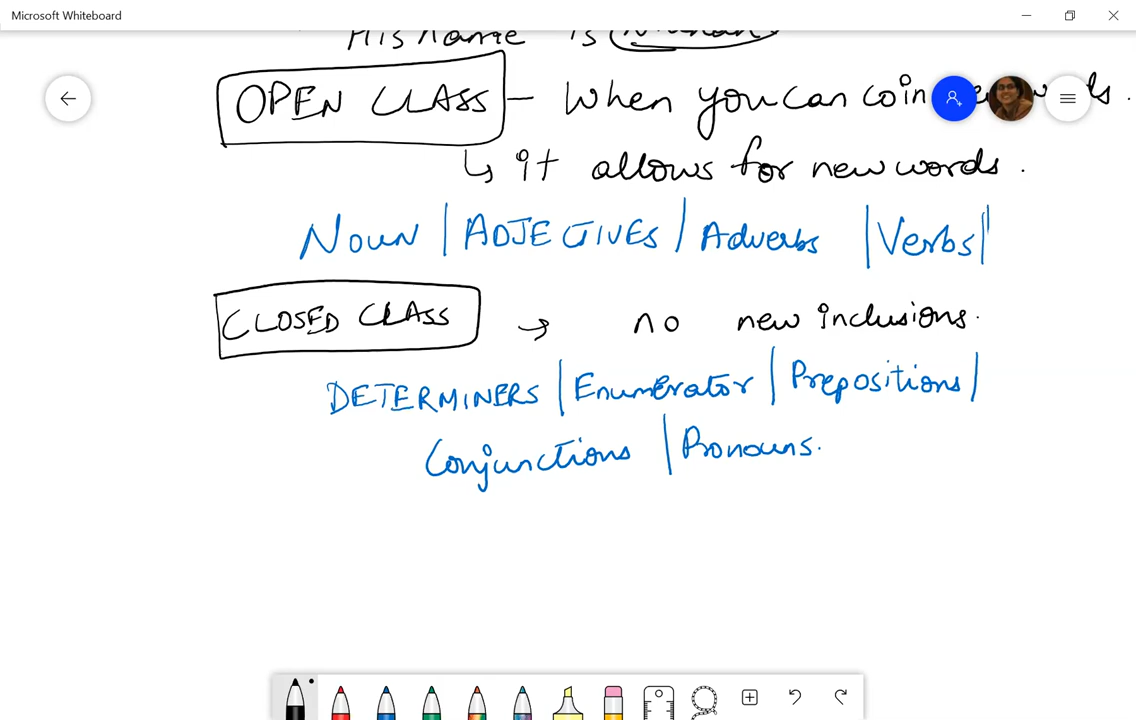 Microsoft Whiteboard
His name is
OPEN CLASS - When you can coin
↳ it allows for new words.
NOUN | ADJECTIVES | Adverbs | Verbs |
CLOSED CLASS → no new inclusions.
DETERMINERS | Enumerator | Prepositions |
Conjunctions | Pronouns.